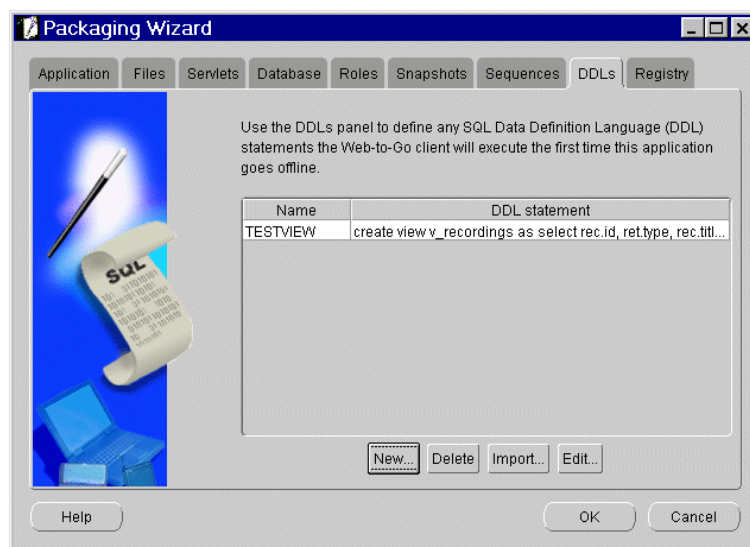 Packaging Wizard
Application Files Servlets Database Roles Snapshots Sequences DDLs Registry
Use the DDLs panel to define any SQL Data Definition Language (DDL)
statements the Web-to-Go client will execute the first time this application
goes offline.
Name DDL statement
TESTVIEW create view v_recordings as select rec.id, ret.type, rec.titl...
SQL
New... Delete Import... Edit...
Help OK Cancel